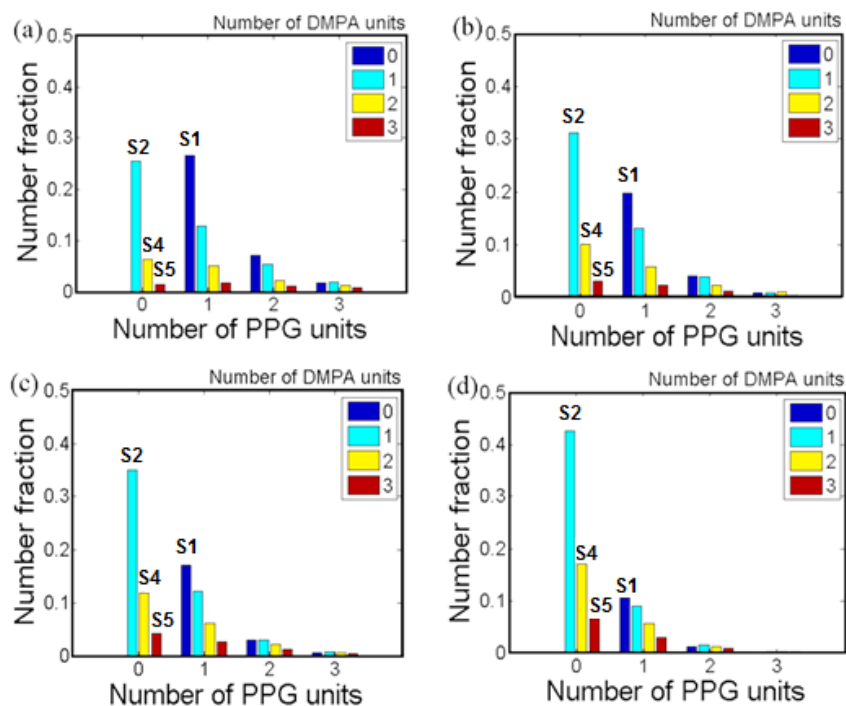 (a)
Number of DMPA units
0.5
0.4
0.3
0.2
0.1
0
Number fraction
0
1
2
3
S2
S1
S4
S5
0 1 2 3
Number of PPG units
(b)
Number of DMPA units
0.5
0.4
0.3
0.2
0.1
0
Number fraction
0
1
2
3
S2
S1
S4
S5
0 1 2 3
Number of PPG units
(c)
Number of DMPA units
0.5
0.4
0.3
0.2
0.1
0
Number fraction
0
1
2
3
S2
S1
S4
S5
0 1 2 3
Number of PPG units
(d)
Number of DMPA units
0.5
0.4
0.3
0.2
0.1
0
Number fraction
0
1
2
3
S2
S4
S1
S5
0 1 2 3
Number of PPG units